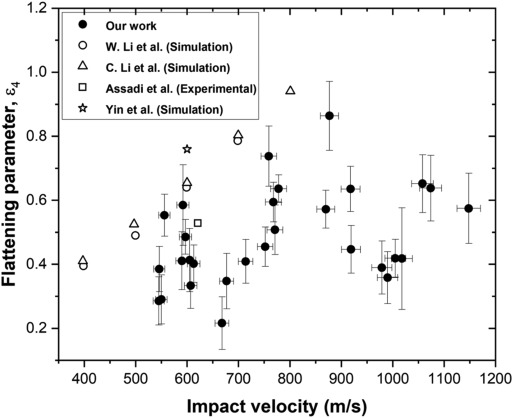 1.2
1.0
0.8
0.6
0.4
0.2
Flattening parameter, ε₄
Our work
W. Li et al. (Simulation)
C. Li et al. (Simulation)
Assadi et al. (Experimental)
Yin et al. (Simulation)
400 500 600 700 800 900 1000 1100 1200
Impact velocity (m/s)